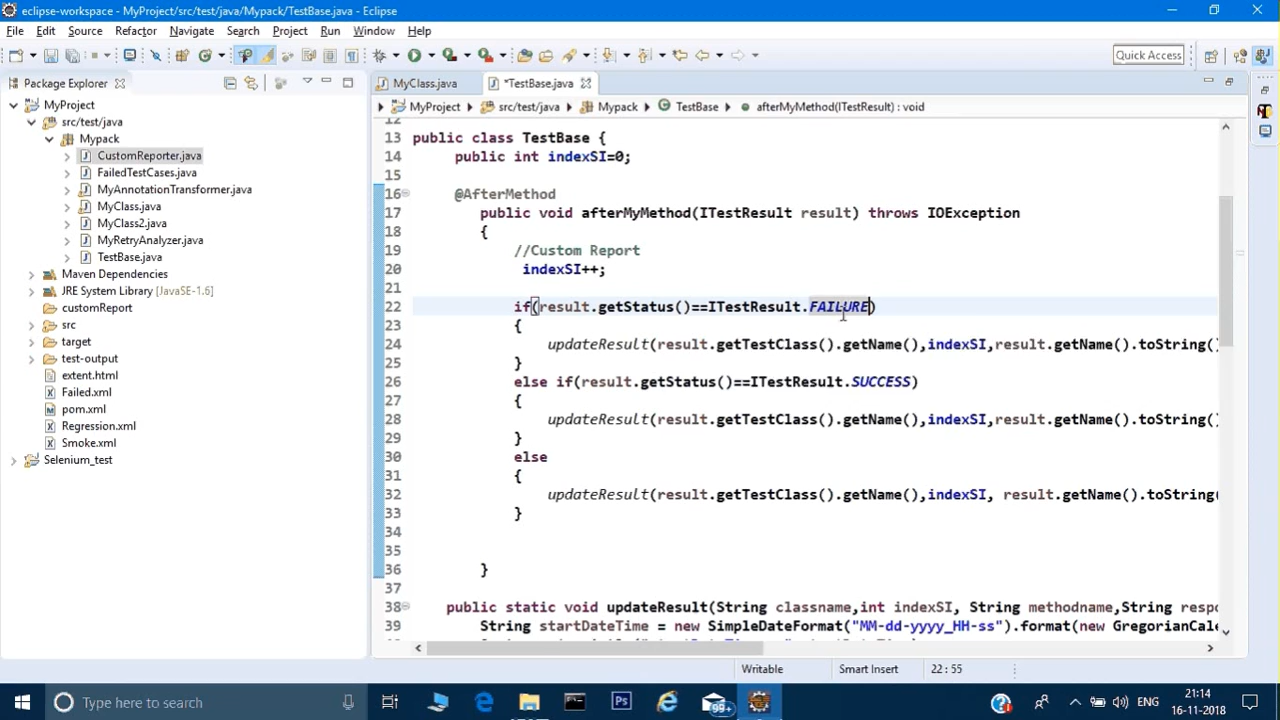 eclipse-workspace - MyProject/src/test/java/Mypack/TestBase.java - Eclipse
File Edit Source Refactor Navigate Search Project Run Window Help
Quick Access
Package Explorer
MyProject
src/test/java
Mypack
CustomReporter.java
FailedTestCases.java
MyAnnotationTransformer.java
MyClass.java
MyClass2.java
MyRetryAnalyzer.java
TestBase.java
Maven Dependencies
JRE System Library [JavaSE-1.6]
customReport
src
target
test-output
extent.html
Failed.xml
pom.xml
Regression.xml
Smoke.xml
Selenium_test
MyClass.java *TestBase.java
MyProject src/test/java Mypack TestBase afterMyMethod(ITestResult) : void
12
13 public class TestBase {
14 public int indexSI=0;
15
16 @AfterMethod
17 public void afterMyMethod(ITestResult result) throws IOException
18 {
19 //Custom Report
20 indexSI++;
21
22 if(result.getStatus()==ITestResult.FAILURE)
23 {
24 updateResult(result.getTestClass().getName(),indexSI,result.getName().toString()
25 }
26 else if(result.getStatus()==ITestResult.SUCCESS)
27 {
28 updateResult(result.getTestClass().getName(),indexSI,result.getName().toString()
29 }
30 else
31 {
32 updateResult(result.getTestClass().getName(),indexSI, result.getName().toString(
33 }
34
35
36 }
37
38 public static void updateResult(String classname,int indexSI, String methodname,String respo
39 String startDateTime = new SimpleDateFormat("MM-dd-yyyy_HH-ss").format(new GregorianCale
Writable Smart Insert 22 : 55
Type here to search
Ps
99+
ENG
21:14
16-11-2018